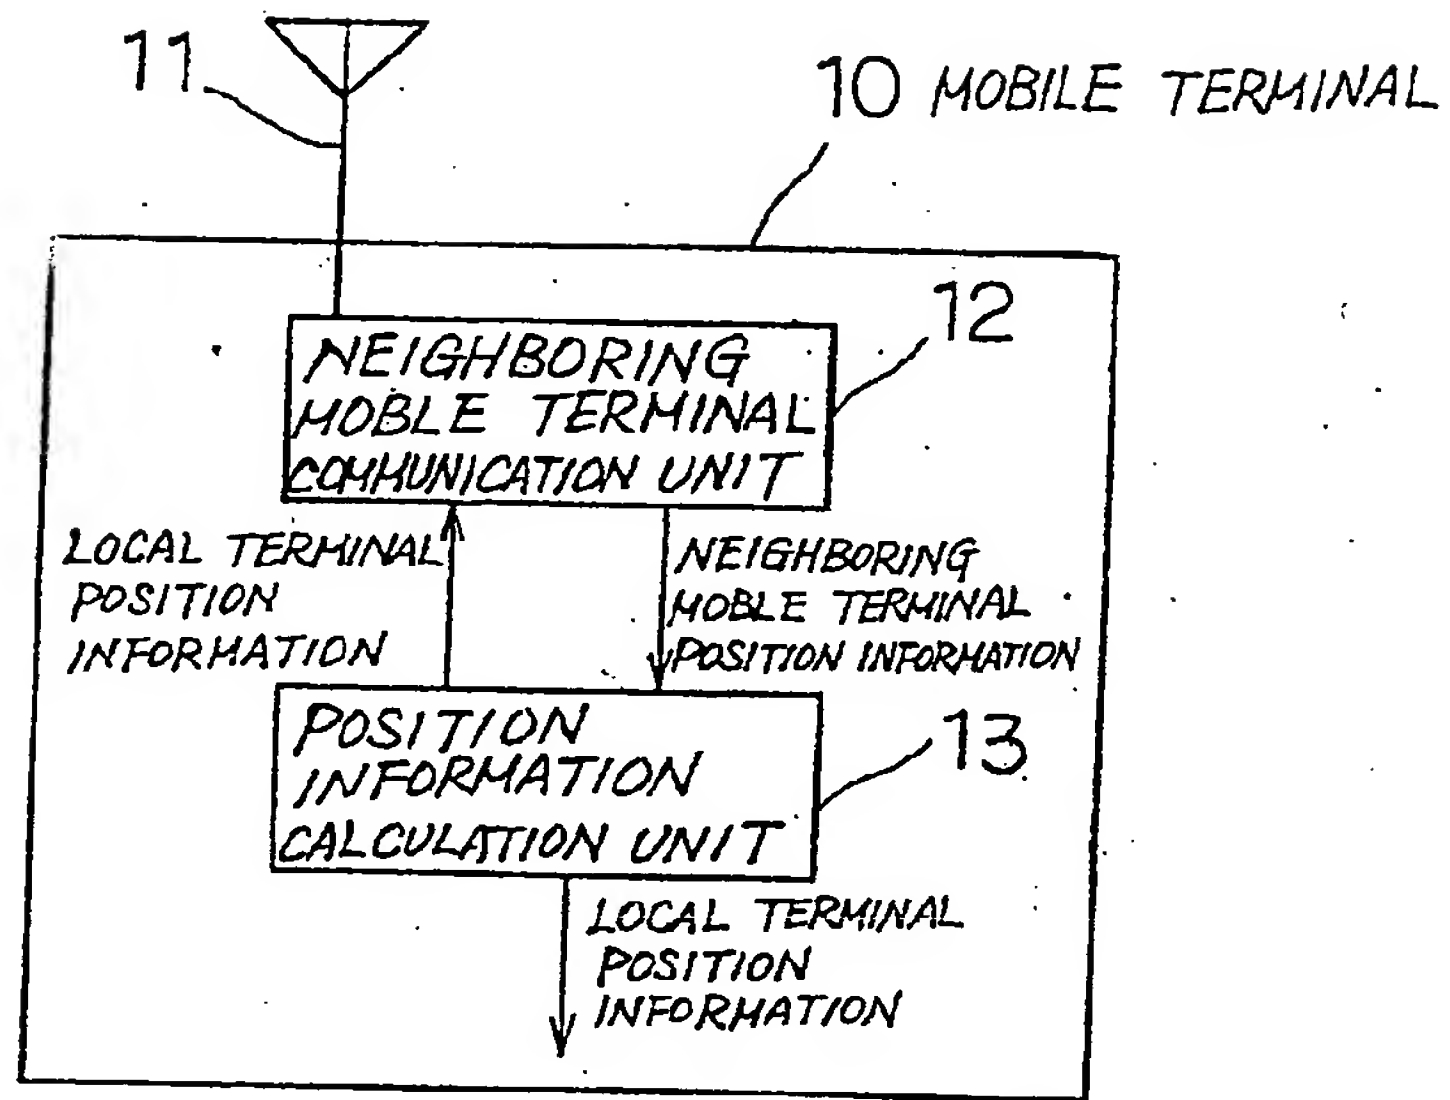 11
10 MOBILE TERMINAL
12
NEIGHBORING
MOBLE TERMINAL
COMMUNICATION UNIT
LOCAL TERMINAL
POSITION
INFORMATION
NEIGHBORING
MOBLE TERMINAL
POSITION INFORMATION
13
POSITION
INFORMATION
CALCULATION UNIT
LOCAL TERMINAL
POSITION
INFORMATION